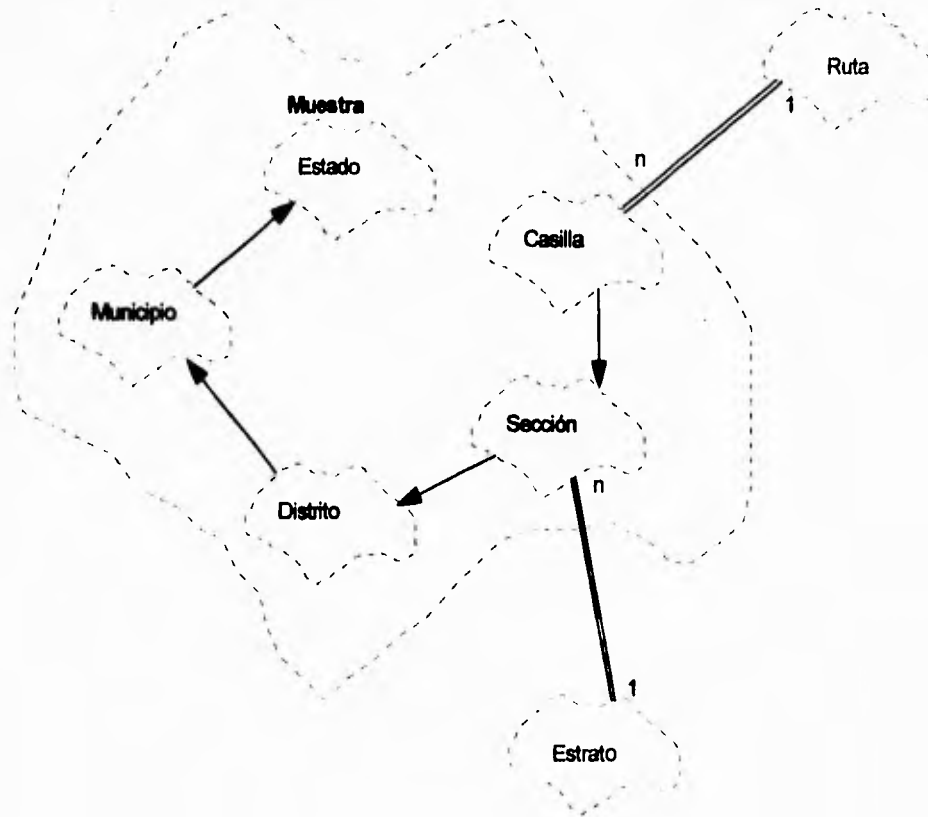 Ruta
1
Muestra
Estado
n
Casilla
Municipio
Sección
n
Distrito
1
Estrato